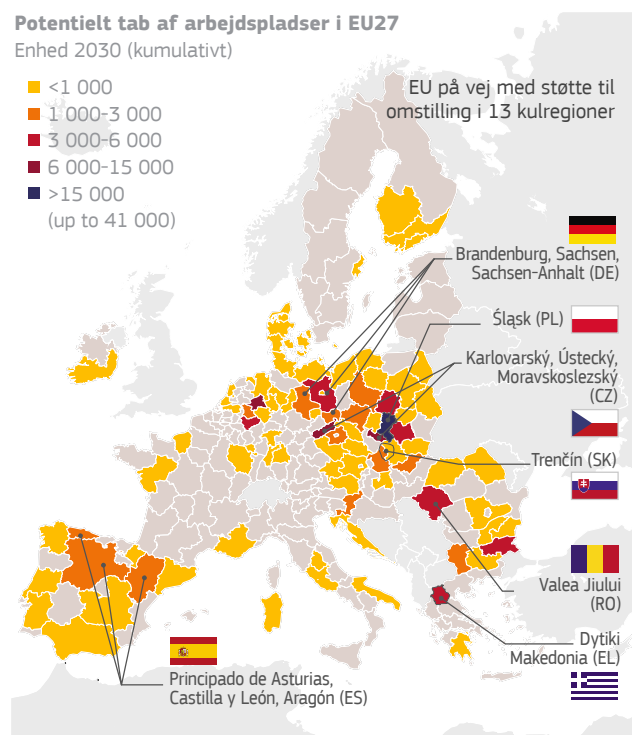 Potentielt tab af arbejdspladser i EU27
Enhed 2030 (kumulativt)
<1 000
1 000-3 000
3 000-6 000
6 000-15 000
>15 000
(up to 41 000)
EU på vej med støtte til
omstilling i 13 kulregioner
Brandenburg, Sachsen,
Sachsen-Anhalt (DE)
Śląsk (PL)
Karlovarský, Ústecký,
Moravskoslezský
(CZ)
Trenčín (SK)
Valea Jiului
(RO)
Dytiki
Makedonia (EL)
Principado de Asturias,
Castilla y León, Aragón (ES)